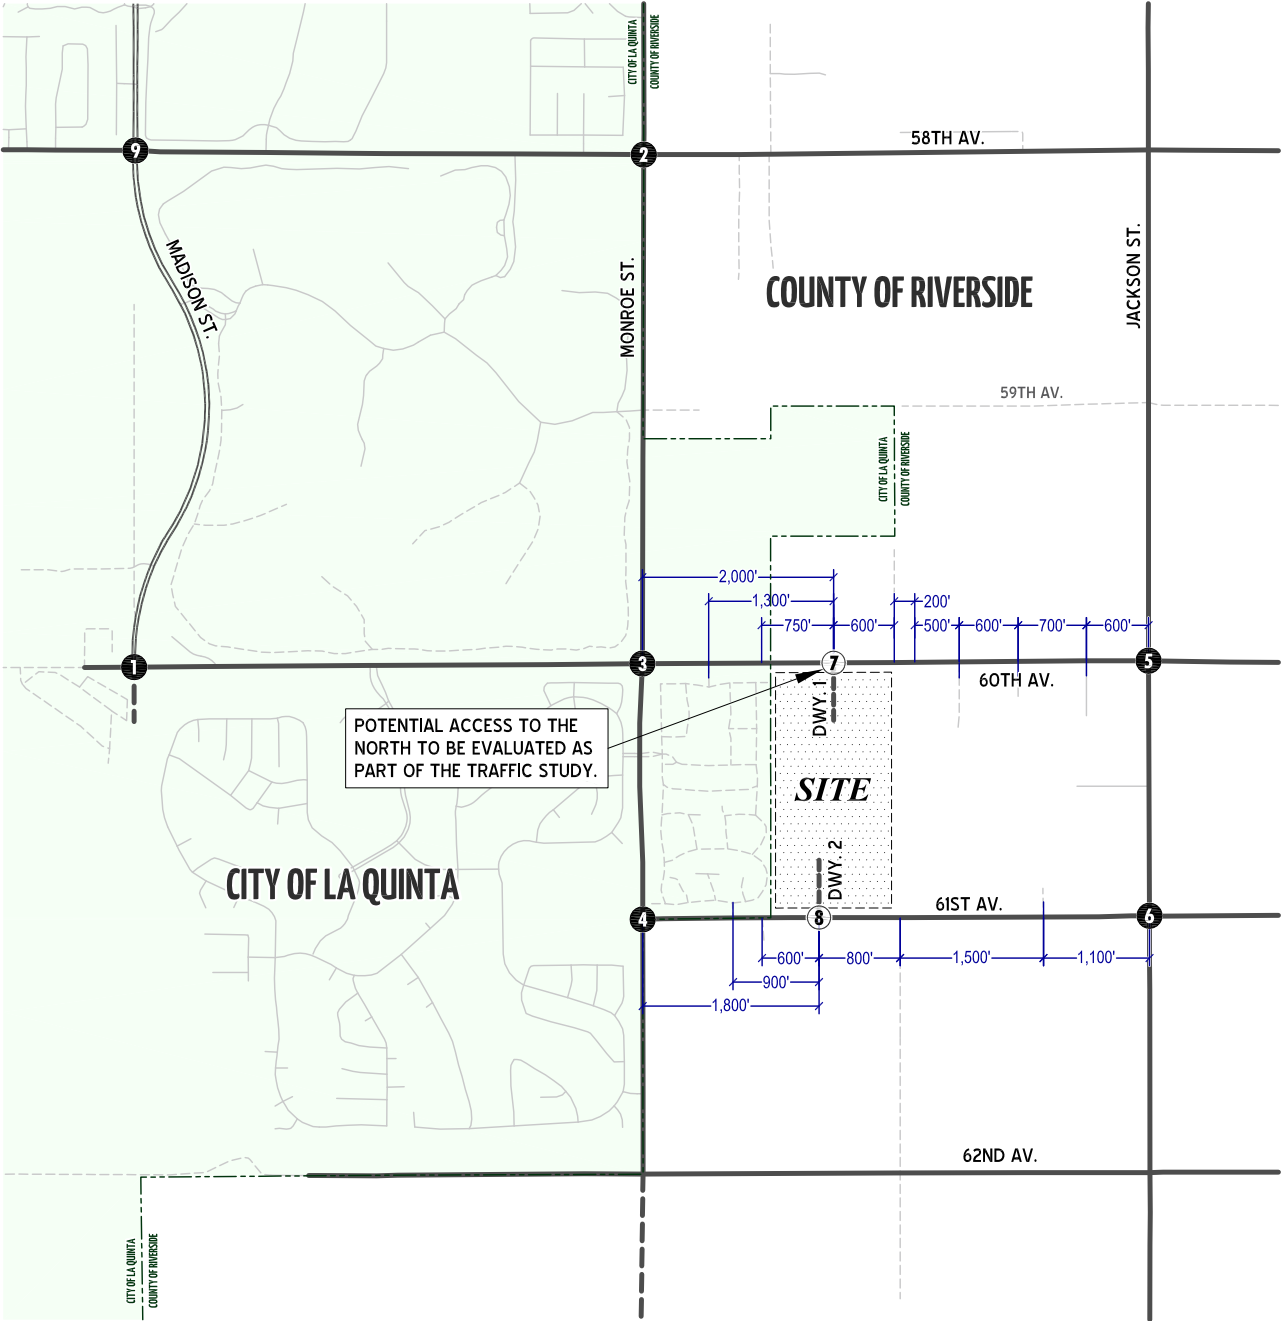 CITY OF LA QUINTA
COUNTY OF RIVERSIDE
58TH AV.
9
2
MADISON ST.
MONROE ST.
JACKSON ST.
COUNTY OF RIVERSIDE
59TH AV.
CITY OF LA QUINTA
COUNTY OF RIVERSIDE
2,000'
1,300'
200'
750'
600'
500'
600'
700'
600'
1
3
7
5
60TH AV.
DWY. 1
POTENTIAL ACCESS TO THE
NORTH TO BE EVALUATED AS
PART OF THE TRAFFIC STUDY.
SITE
DWY. 2
CITY OF LA QUINTA
61ST AV.
4
8
6
600'
800'
1,500'
1,100'
900'
1,800'
62ND AV.
CITY OF LA QUINTA
COUNTY OF RIVERSIDE